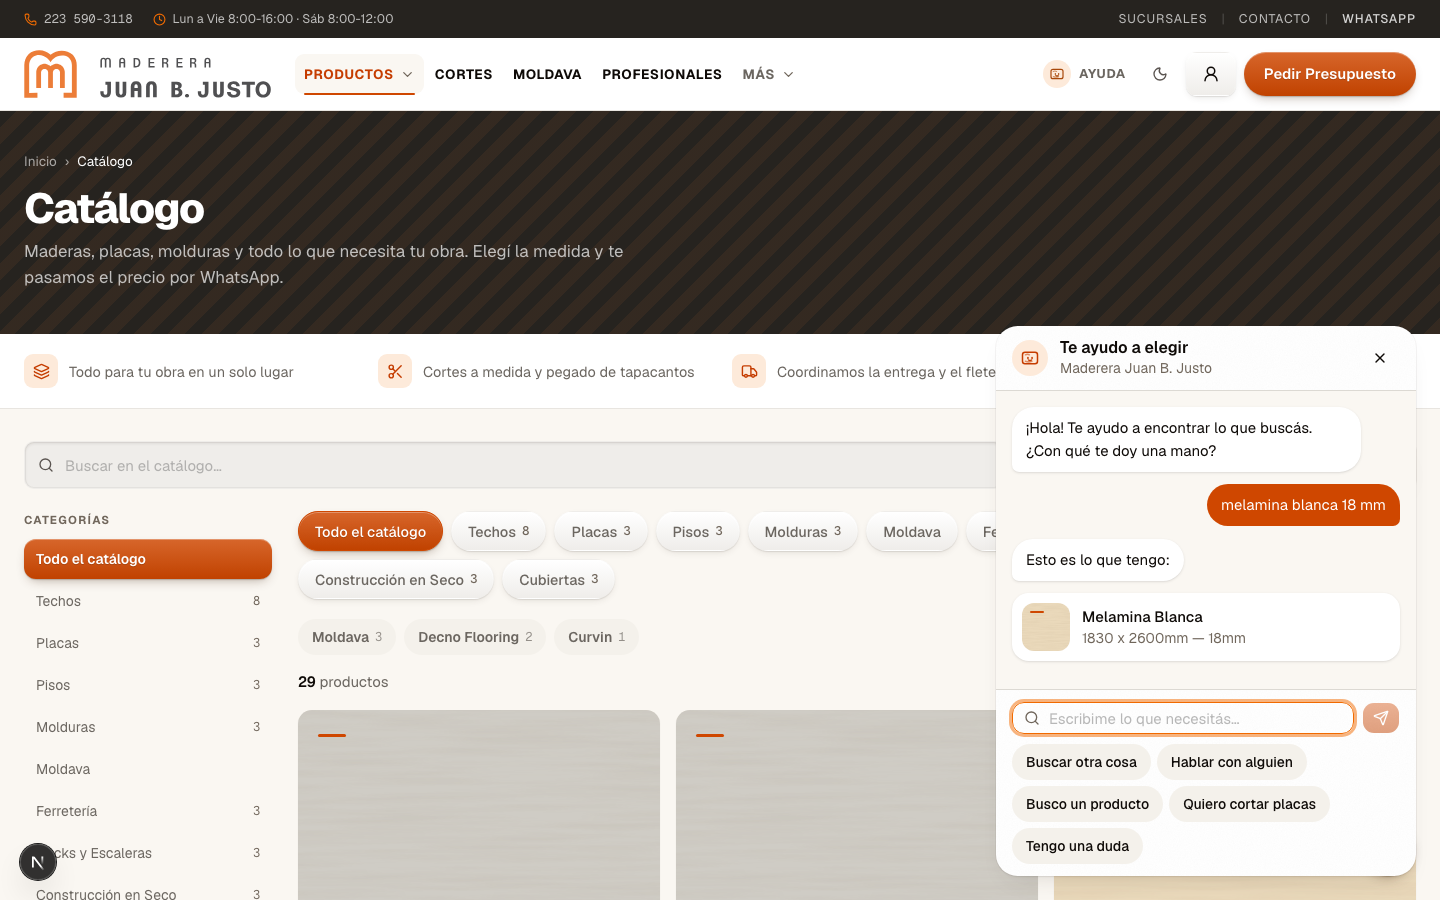 223 590-3118
Lun a Vie 8:00-16:00 · Sáb 8:00-12:00
SUCURSALES
CONTACTO
WHATSAPP
MADERERA
JUAN B. JUSTO
PRODUCTOS
CORTES
MOLDAVA
PROFESIONALES
MÁS
AYUDA
Pedir Presupuesto
Inicio › Catálogo
Catálogo
Maderas, placas, molduras y todo lo que necesita tu obra. Elegí la medida y te
pasamos el precio por WhatsApp.
Todo para tu obra en un solo lugar
Cortes a medida y pegado de tapacantos
Coordinamos la entrega y el flete
Buscar en el catálogo...
CATEGORÍAS
Todo el catálogo
Techos 8
Placas 3
Pisos 3
Molduras 3
Moldava
Ferretería 3
cks y Escaleras 3
Construcción en Seco 3
Todo el catálogo
Techos 8
Placas 3
Pisos 3
Molduras 3
Moldava
Fe
Construcción en Seco 3
Cubiertas 3
Moldava 3
Decno Flooring 2
Curvin 1
29 productos
Te ayudo a elegir
Maderera Juan B. Justo
¡Hola! Te ayudo a encontrar lo que buscás.
¿Con qué te doy una mano?
melamina blanca 18 mm
Esto es lo que tengo:
Melamina Blanca
1830 x 2600mm — 18mm
Escribime lo que necesitás...
Buscar otra cosa
Hablar con alguien
Busco un producto
Quiero cortar placas
Tengo una duda